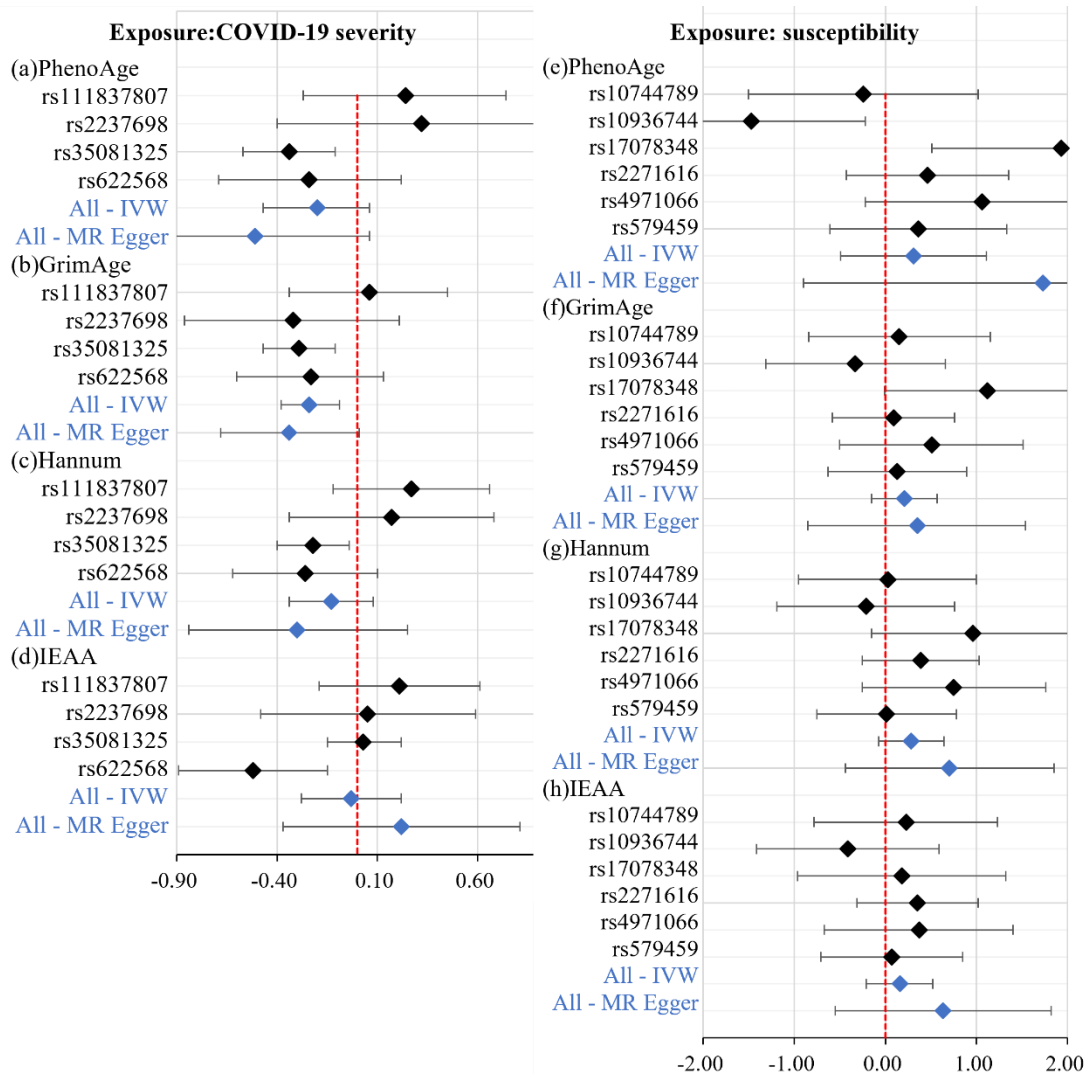 Exposure:COVID-19 severity
(a)PhenoAge
rs111837807
rs2237698
rs35081325
rs622568
All - IVW
All - MR Egger
(b)GrimAge
rs111837807
rs2237698
rs35081325
rs622568
All - IVW
All - MR Egger
(c)Hannum
rs111837807
rs2237698
rs35081325
rs622568
All - IVW
All - MR Egger
(d)IEAA
rs111837807
rs2237698
rs35081325
rs622568
All - IVW
All - MR Egger
-0.90 -0.40 0.10 0.60
Exposure: susceptibility
(e)PhenoAge
rs10744789
rs10936744
rs17078348
rs2271616
rs4971066
rs579459
All - IVW
All - MR Egger
(f)GrimAge
rs10744789
rs10936744
rs17078348
rs2271616
rs4971066
rs579459
All - IVW
All - MR Egger
(g)Hannum
rs10744789
rs10936744
rs17078348
rs2271616
rs4971066
rs579459
All - IVW
All - MR Egger
(h)IEAA
rs10744789
rs10936744
rs17078348
rs2271616
rs4971066
rs579459
All - IVW
All - MR Egger
-2.00 -1.00 0.00 1.00 2.00